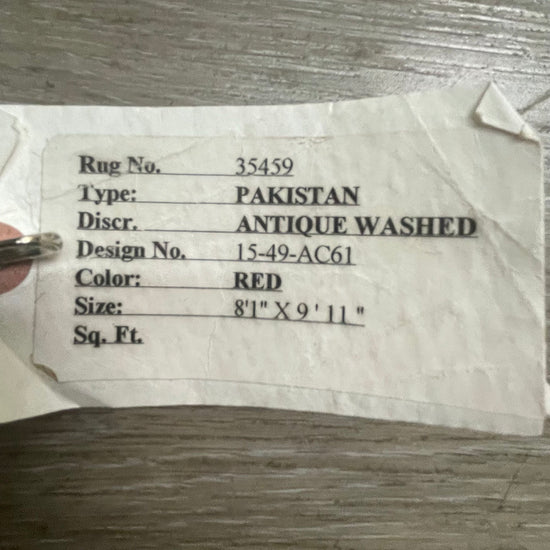 Rug No. 35459
Type: PAKISTAN
Discr. ANTIQUE WASHED
Design No. 15-49-AC61
Color: RED
Size: 8'1" X 9 ' 11 "
Sq. Ft.